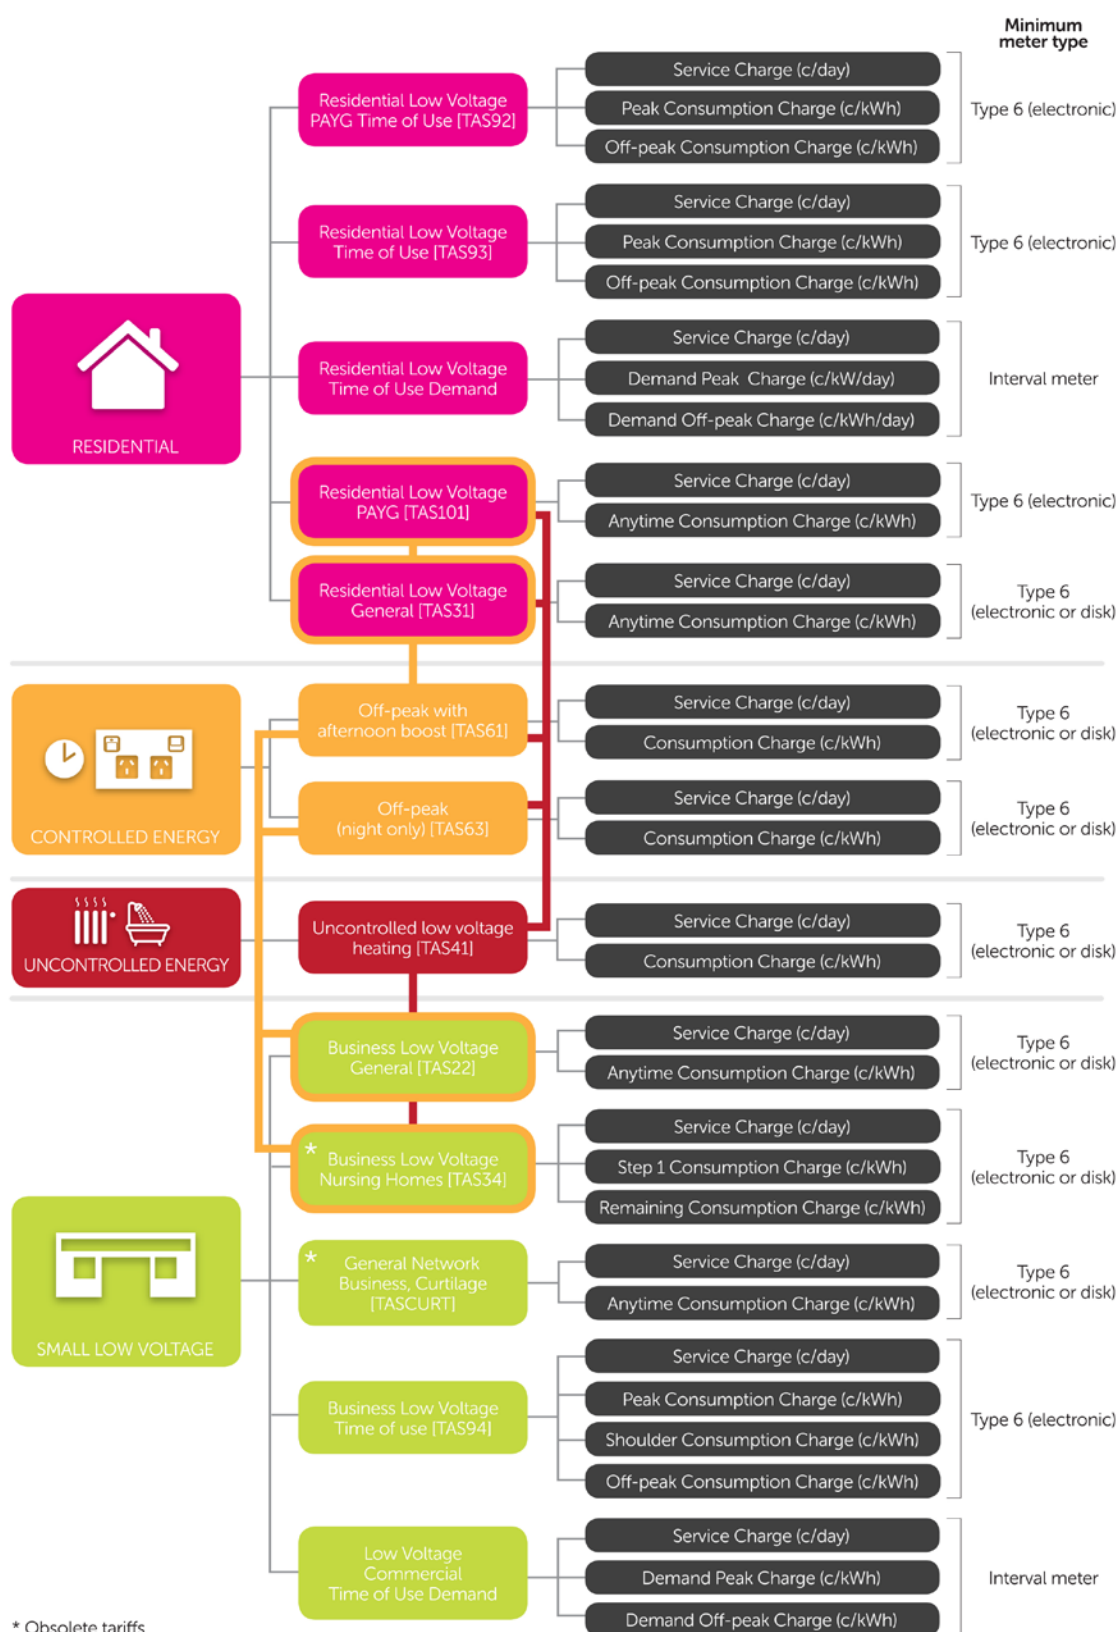 Minimum
meter type
Residential Low Voltage
PAYG Time of Use [TAS92]
Service Charge (c/day)
Peak Consumption Charge (c/kWh)
Off-peak Consumption Charge (c/kWh)
Type 6 (electronic)
Residential Low Voltage
Time of Use [TAS93]
Service Charge (c/day)
Peak Consumption Charge (c/kWh)
Off-peak Consumption Charge (c/kWh)
Type 6 (electronic)
RESIDENTIAL
Residential Low Voltage
Time of Use Demand
Service Charge (c/day)
Demand Peak Charge (c/kW/day)
Demand Off-peak Charge (c/kWh/day)
Interval meter
Residential Low Voltage
PAYG [TAS101]
Service Charge (c/day)
Anytime Consumption Charge (c/kWh)
Type 6 (electronic)
Residential Low Voltage
General [TAS31]
Service Charge (c/day)
Anytime Consumption Charge (c/kWh)
Type 6
(electronic or disk)
CONTROLLED ENERGY
Off-peak with
afternoon boost [TAS61]
Service Charge (c/day)
Consumption Charge (c/kWh)
Type 6
(electronic or disk)
Off-peak
(night only) [TAS63]
Service Charge (c/day)
Consumption Charge (c/kWh)
Type 6
(electronic or disk)
UNCONTROLLED ENERGY
Uncontrolled low voltage
heating [TAS41]
Service Charge (c/day)
Consumption Charge (c/kWh)
Type 6
(electronic or disk)
SMALL LOW VOLTAGE
Business Low Voltage
General [TAS22]
Service Charge (c/day)
Anytime Consumption Charge (c/kWh)
Type 6
(electronic or disk)
* Business Low Voltage
Nursing Homes [TAS34]
Service Charge (c/day)
Step 1 Consumption Charge (c/kWh)
Remaining Consumption Charge (c/kWh)
Type 6
(electronic or disk)
* General Network
Business, Curtilage
[TASCURT]
Service Charge (c/day)
Anytime Consumption Charge (c/kWh)
Type 6
(electronic or disk)
Business Low Voltage
Time of use [TAS94]
Service Charge (c/day)
Peak Consumption Charge (c/kWh)
Shoulder Consumption Charge (c/kWh)
Off-peak Consumption Charge (c/kWh)
Type 6 (electronic)
Low Voltage
Commercial
Time of Use Demand
Service Charge (c/day)
Demand Peak Charge (c/kWh)
Demand Off-peak Charge (c/kWh)
Interval meter
* Obsolete tariffs